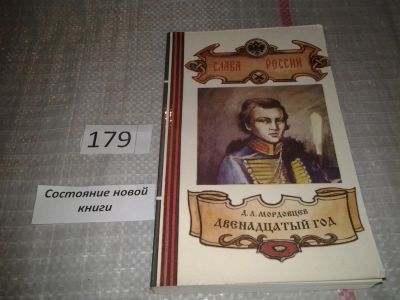 СЛАВА РОССИИ
179
Состояние новой
книги
Д. Л. МОРДОВЦЕВ
ДВЕНАДЦАТЫЙ ГОД